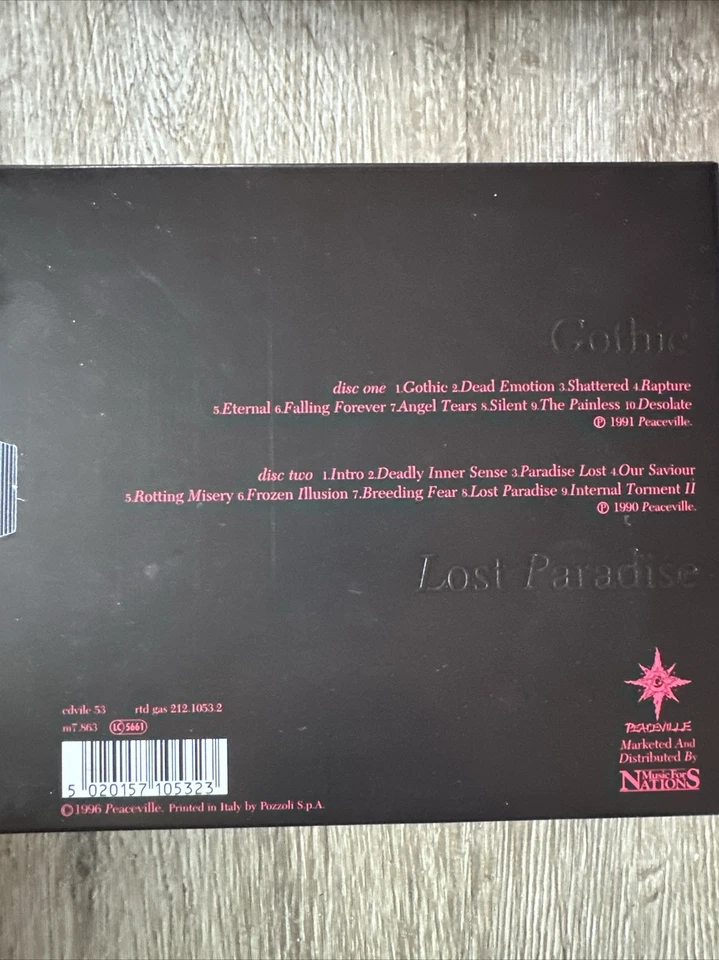 Gothic
disc one 1.Gothic 2.Dead Emotion 3.Shattered 4.Rapture
5.Eternal 6.Falling Forever 7.Angel Tears 8.Silent 9.The Painless 10.Desolate
Ⓟ 1991 Peaceville.
disc two 1.Intro 2.Deadly Inner Sense 3.Paradise Lost 4.Our Saviour
5.Rotting Misery 6.Frozen Illusion 7.Breeding Fear 8.Lost Paradise 9.Internal Torment II
Ⓟ 1990 Peaceville.
Lost Paradise
cdvile 53 rtd gas 212.1053.2
m7 863 LC 5661
5 020157 105323
©1996 Peaceville. Printed in Italy by Pozzoli S.p.A.
PEACEVILLE
Marketed And
Distributed By
Music For
NATIONS